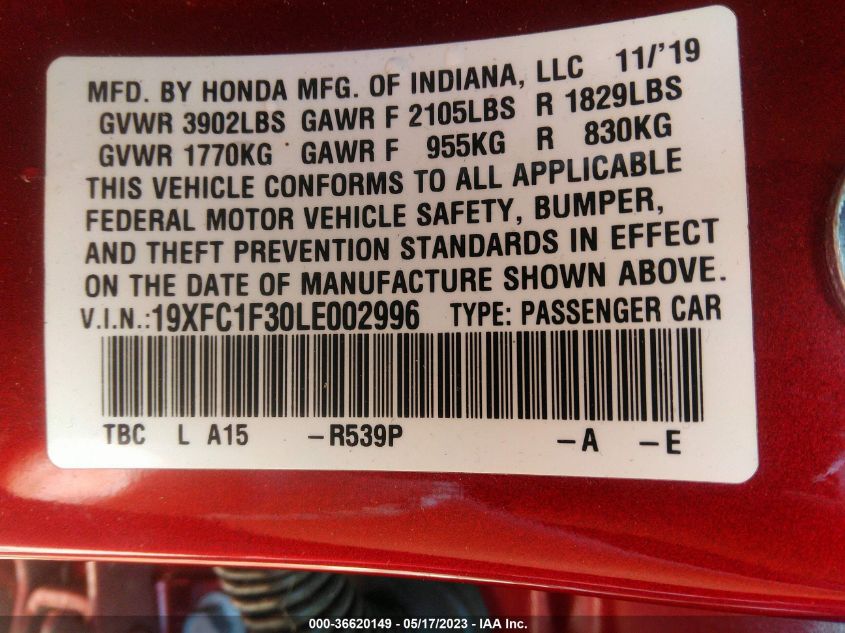 MFD. BY HONDA MFG. OF INDIANA, LLC 11/'19
GVWR 3902LBS GAWR F 2105LBS R 1829LBS
GVWR 1770KG GAWR F 955KG R 830KG
THIS VEHICLE CONFORMS TO ALL APPLICABLE
FEDERAL MOTOR VEHICLE SAFETY, BUMPER,
AND THEFT PREVENTION STANDARDS IN EFFECT
ON THE DATE OF MANUFACTURE SHOWN ABOVE.
V.I.N.:19XFC1F30LE002996 TYPE: PASSENGER CAR
TBC L A15 –R539P –A –E
000-36620149 — 05/17/2023 — IAA Inc.